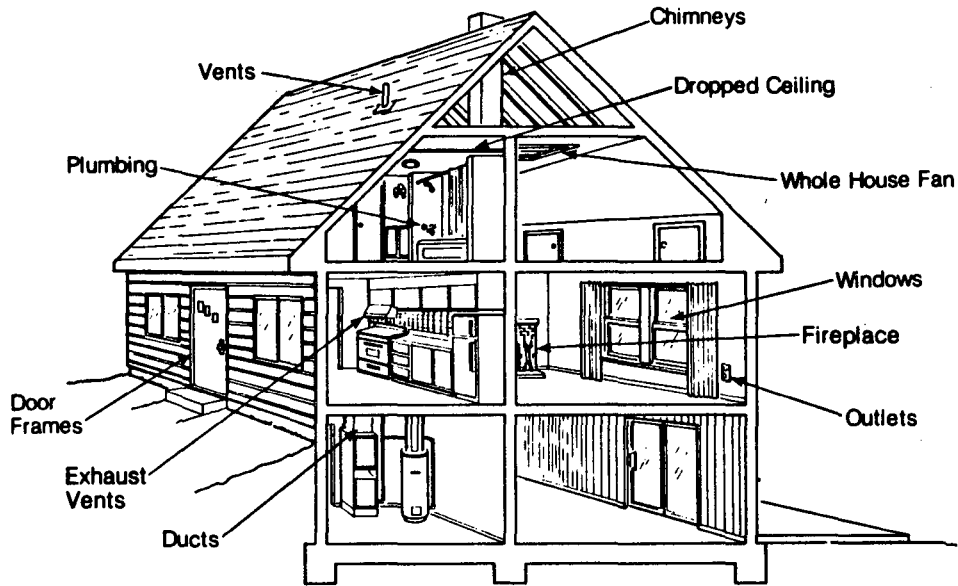 Chimneys
Vents
Dropped Ceiling
Plumbing
Whole House Fan
Windows
Fireplace
Door
Frames
Outlets
Exhaust
Vents
Ducts